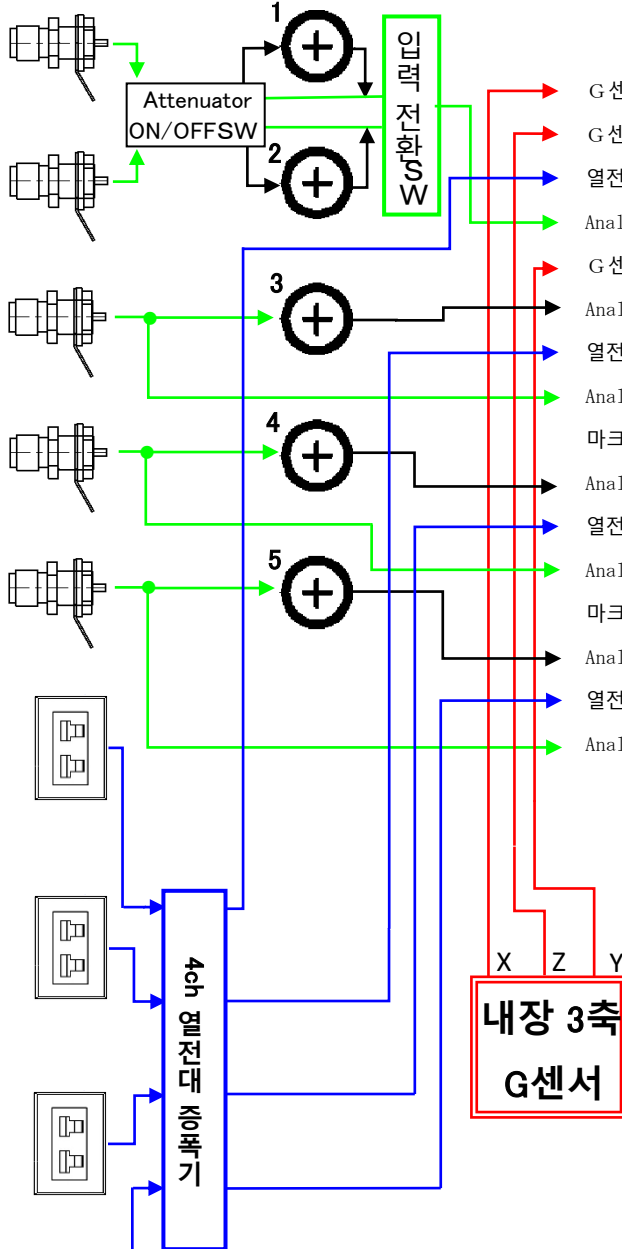 1
Attenuator
ON/OFFSW
2
입력 전환SW
G센
G센
열전
Anal
G센
3
Anal
열전
Anal
4
마크
Anal
열전
5
Anal
마크
Anal
열전
Anal
4ch 열전대 증폭기
X Z Y
내장 3축
G센서